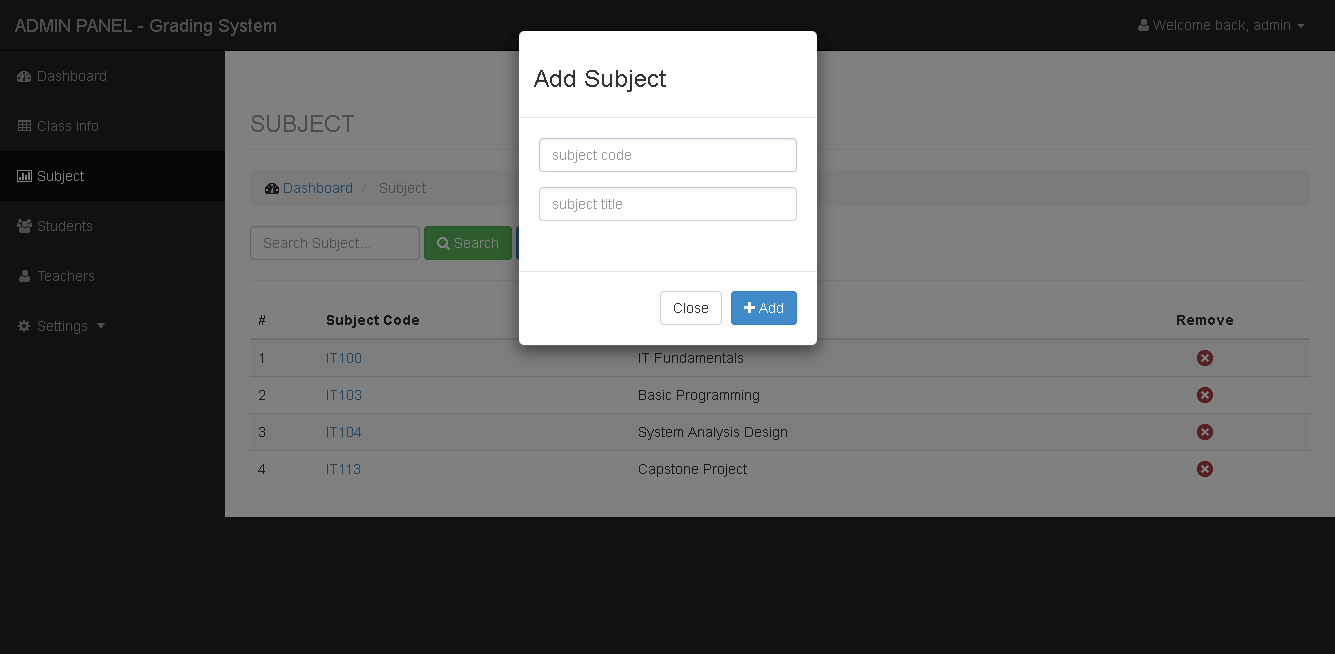 ADMIN PANEL - Grading System
Welcome back, admin
Dashboard
Class Info
Subject
Students
Teachers
Settings
SUBJECT
Dashboard / Subject
Search Subject...
Search
Add Subject
subject code
subject title
Close
Add
# Subject Code Remove
1 IT100 IT Fundamentals
2 IT103 Basic Programming
3 IT104 System Analysis Design
4 IT113 Capstone Project